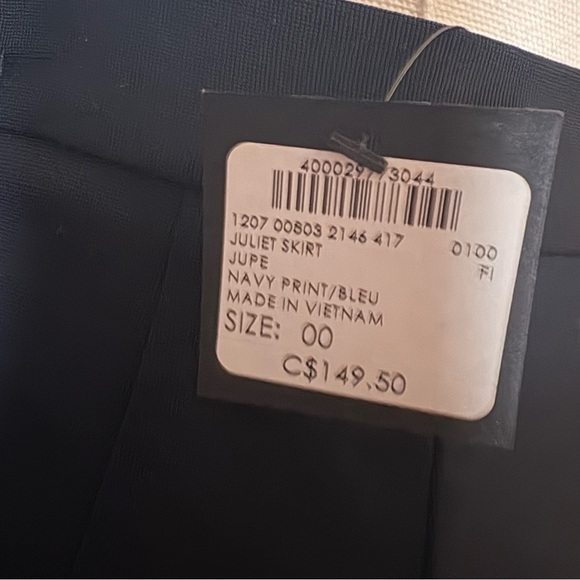 1207 00803 2146 417 0100
JULIET SKIRT
JUPE
NAVY PRINT/BLEU
MADE IN VIETNAM
SIZE: 00
C$149.50